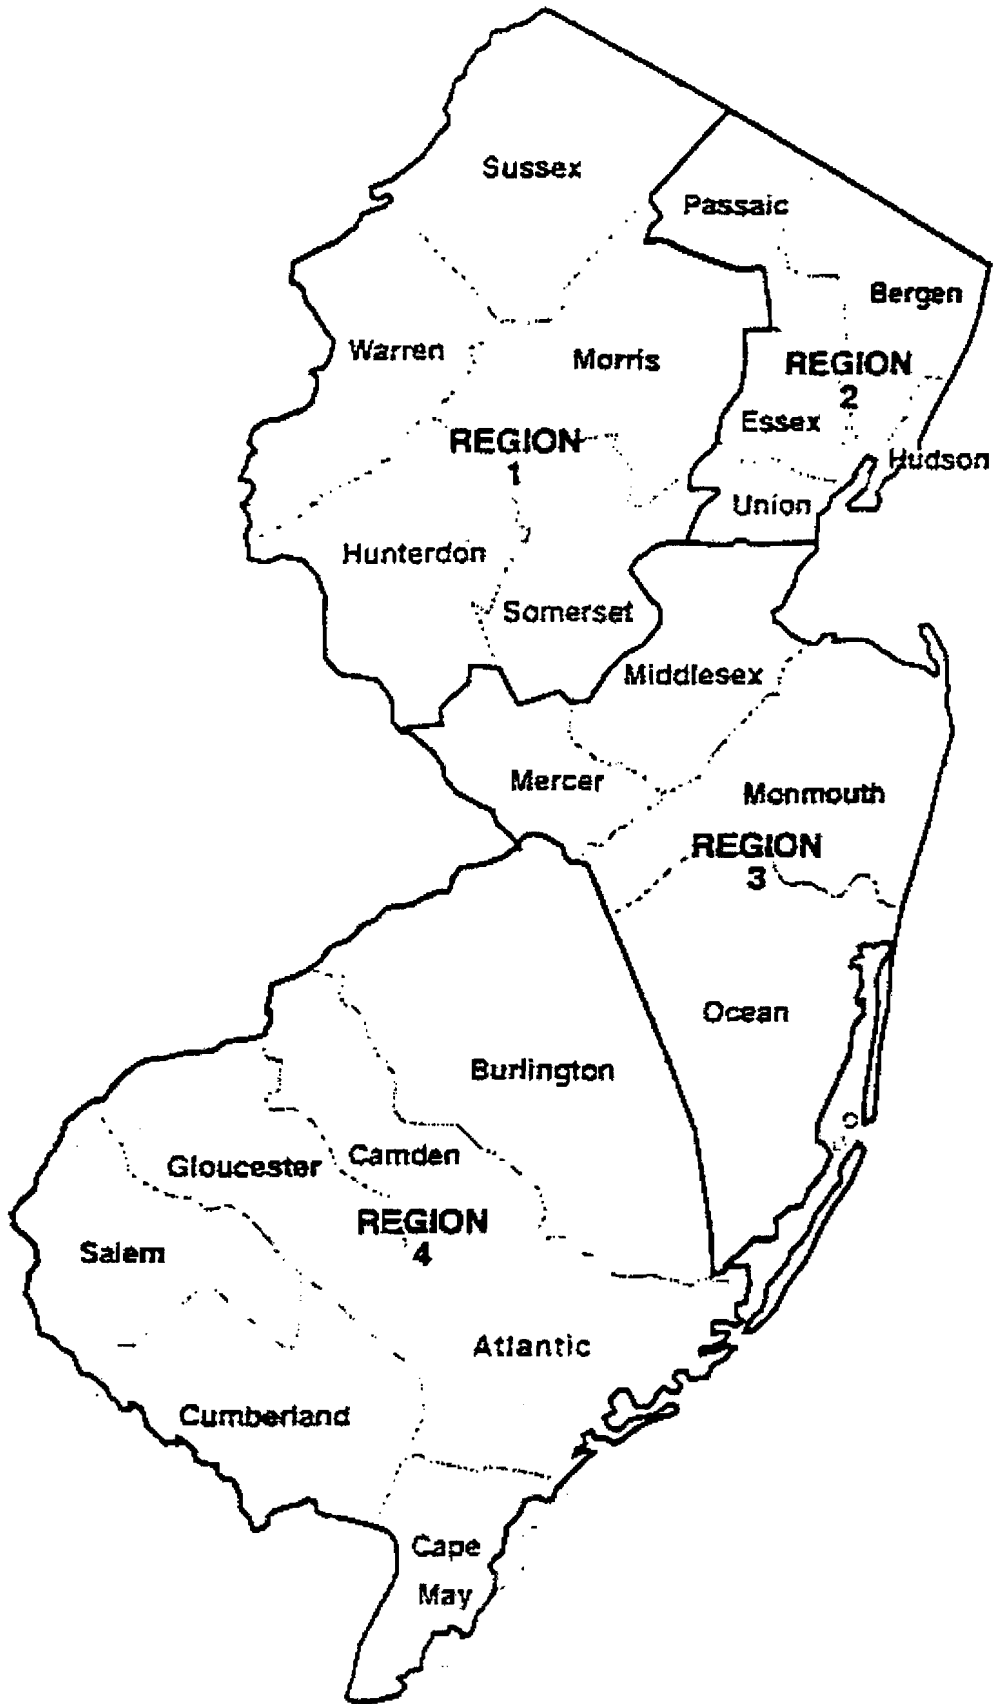 Sussex
Passaic
Bergen
Warren
Morris
REGION
2
Essex
REGION
1
Hudson
Union
Hunterdon
Somerset
Middlesex
Mercer
Monmouth
REGION
3
Ocean
Burlington
Camden
Gloucester
REGION
4
Salem
Atlantic
Cumberland
Cape
May